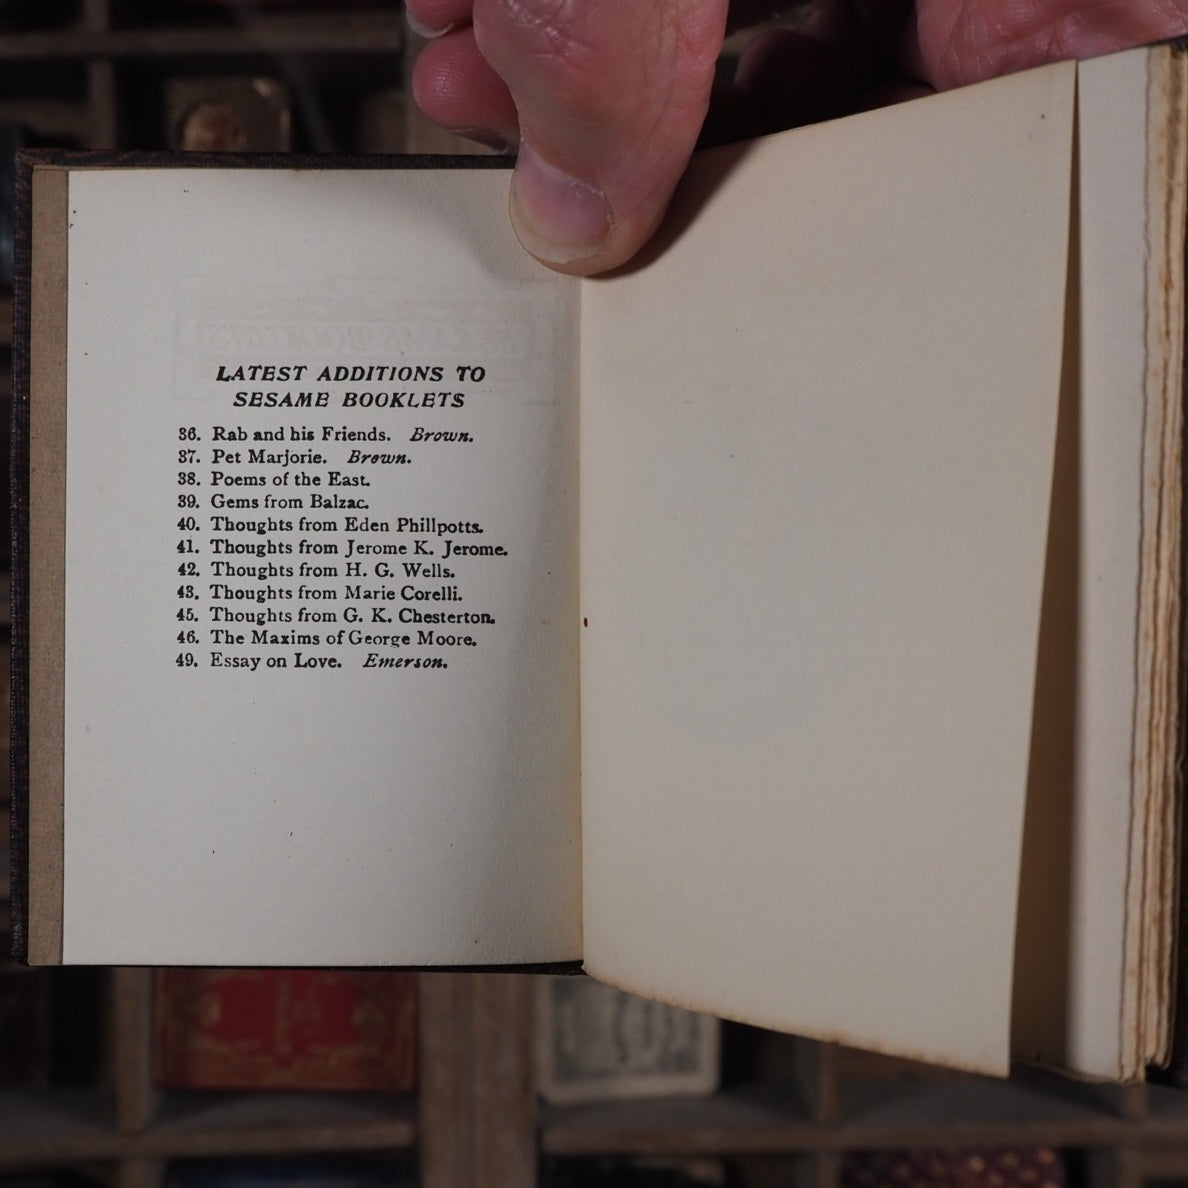 LATEST ADDITIONS TO
SESAME BOOKLETS
36. Rab and his Friends. Brown.
37. Pet Marjorie. Brown.
38. Poems of the East.
39. Gems from Balzac.
40. Thoughts from Eden Phillpotts.
41. Thoughts from Jerome K. Jerome.
42. Thoughts from H. G. Wells.
43. Thoughts from Marie Corelli.
45. Thoughts from G. K. Chesterton.
46. The Maxims of George Moore.
49. Essay on Love. Emerson.